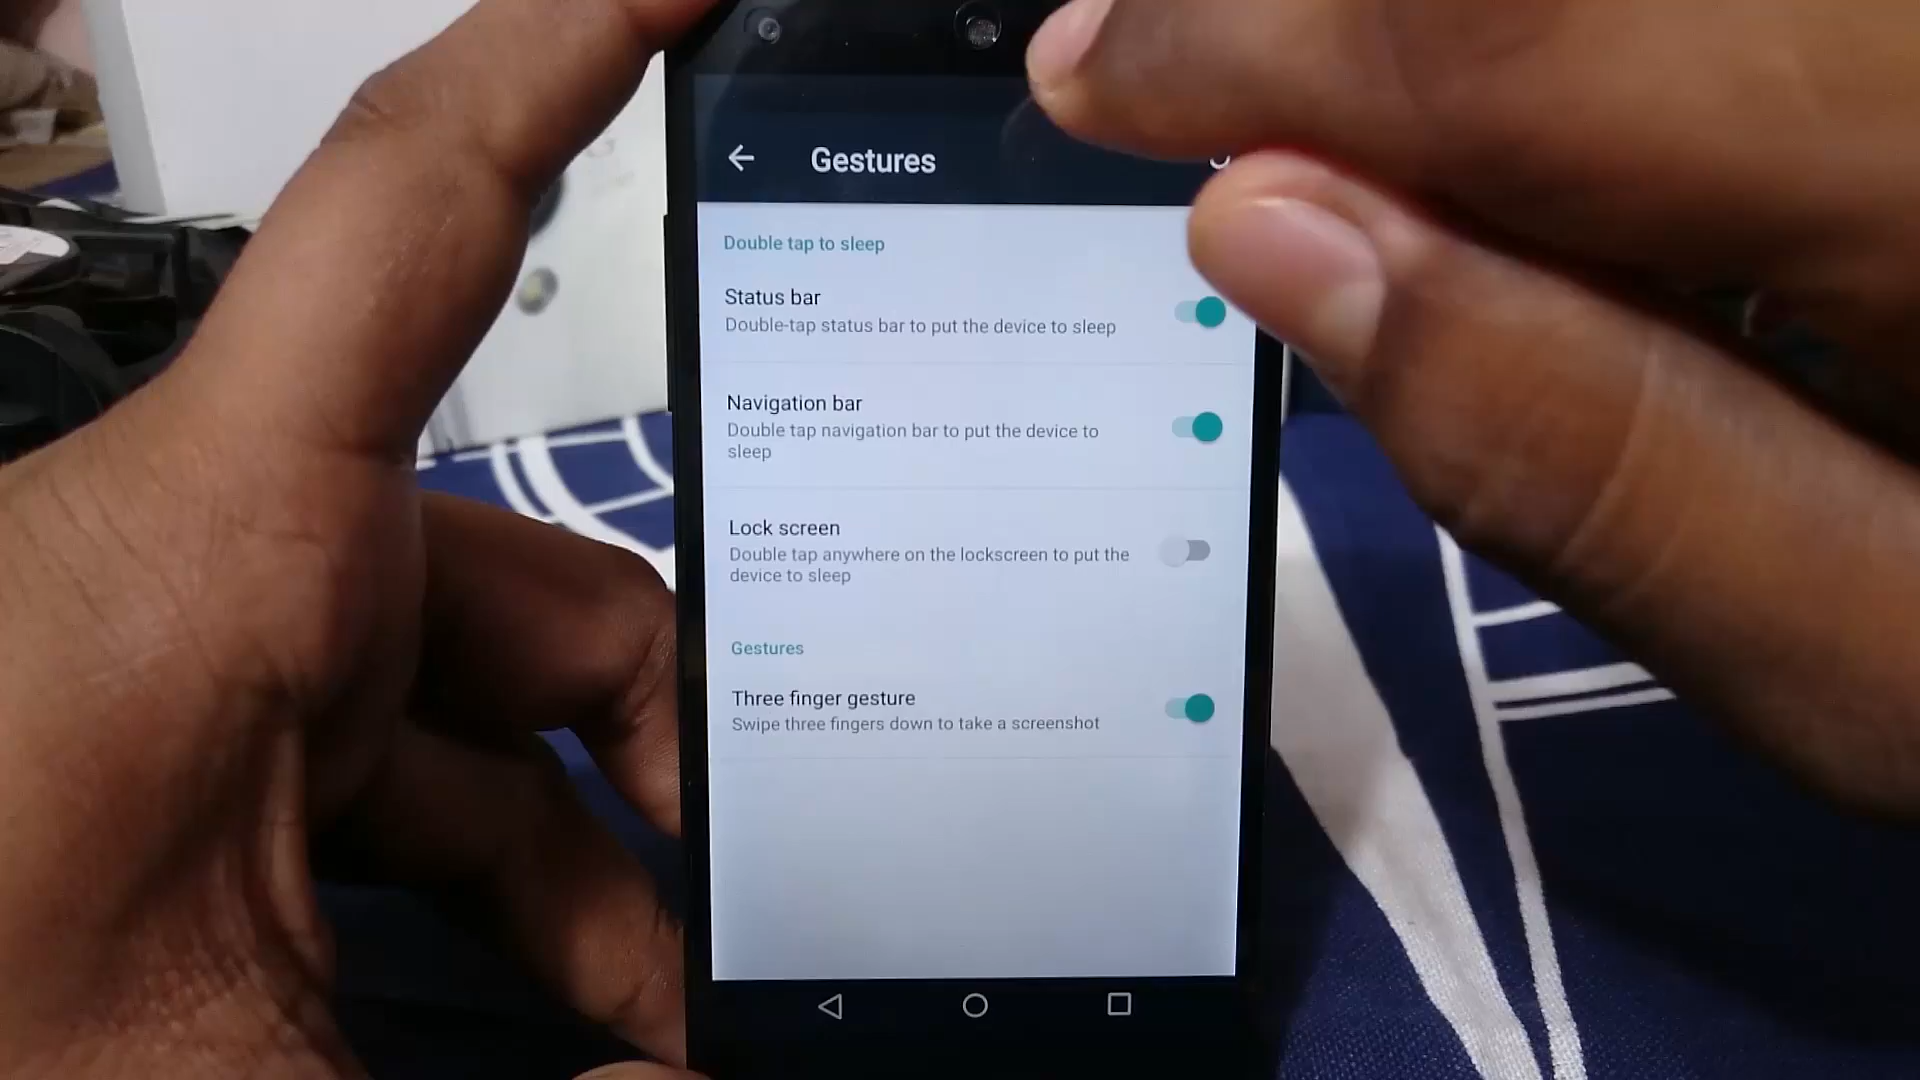 Gestures
Double tap to sleep
Status bar
Double-tap status bar to put the device to sleep
Navigation bar
Double tap navigation bar to put the device to
sleep
Lock screen
Double tap anywhere on the lockscreen to put the
device to sleep
Gestures
Three finger gesture
Swipe three fingers down to take a screenshot